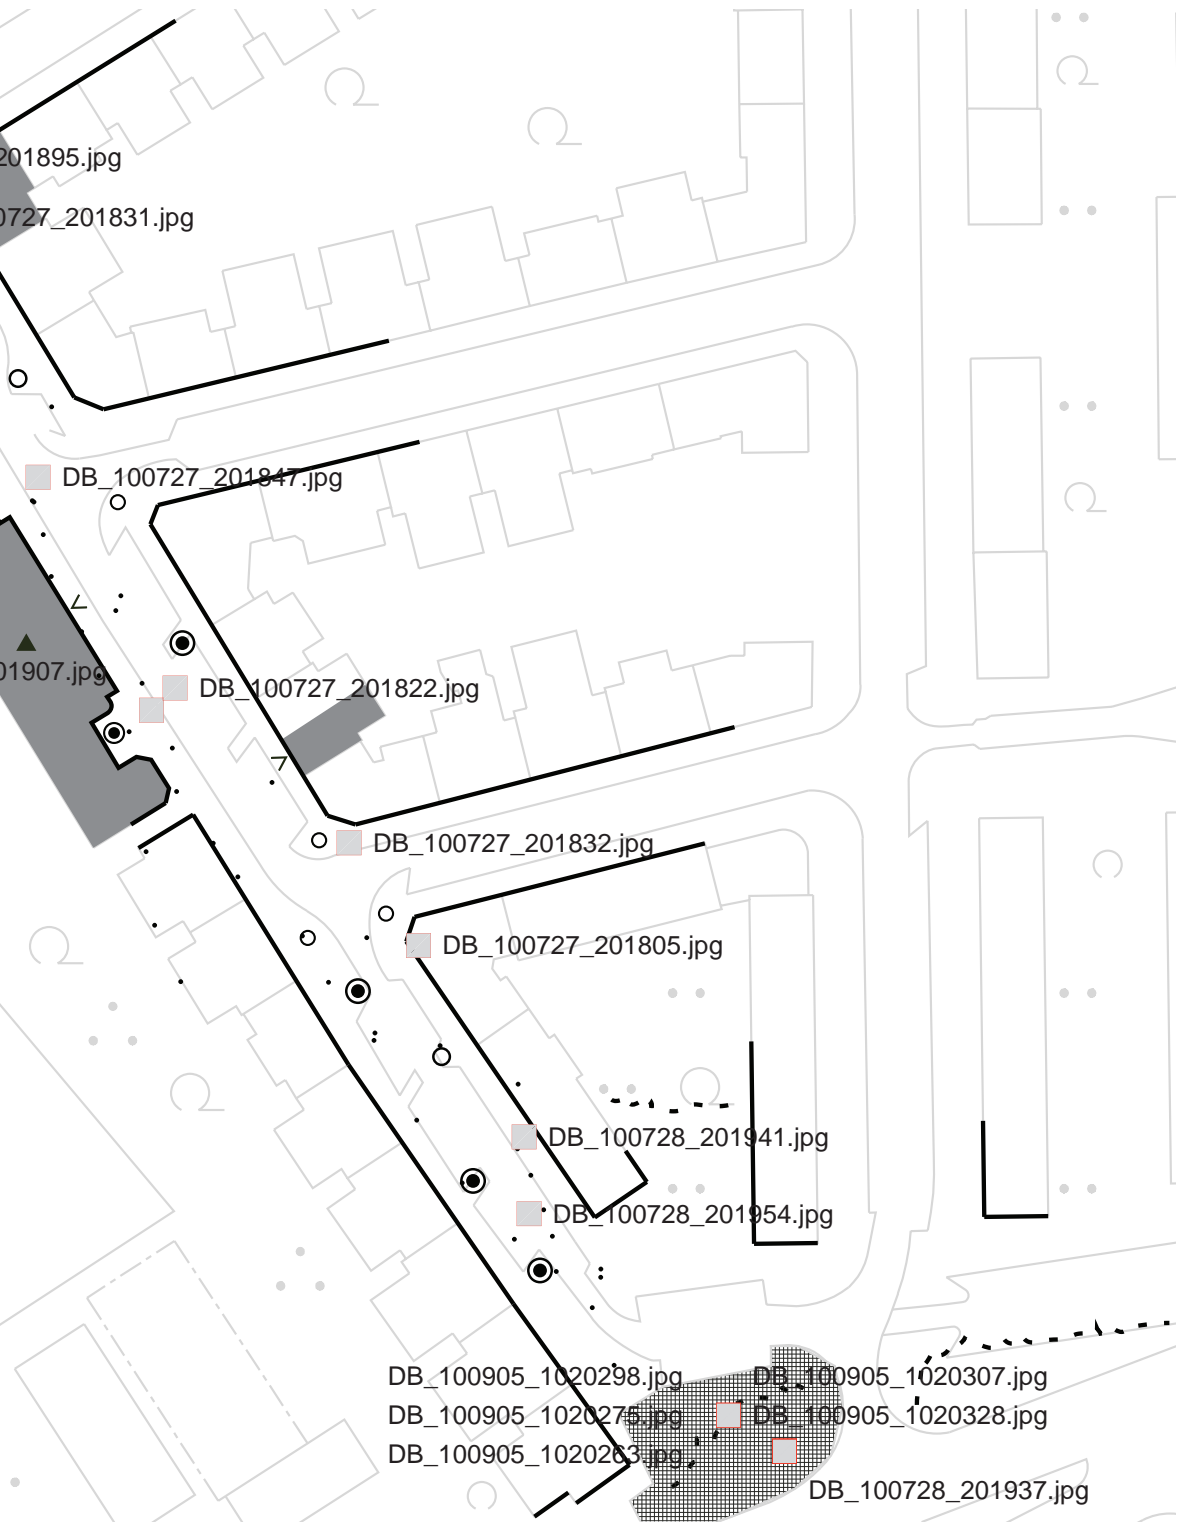 201895.jpg
0727_201831.jpg
DB_100727_201847.jpg
01907.jpg
DB_100727_201822.jpg
DB_100727_201832.jpg
DB_100727_201805.jpg
DB_100728_201941.jpg
DB_100728_201954.jpg
DB_100905_1020298.jpg DB_100905_1020307.jpg
DB_100905_1020275.jpg DB_100905_1020328.jpg
DB_100905_1020263.jpg
DB_100728_201937.jpg